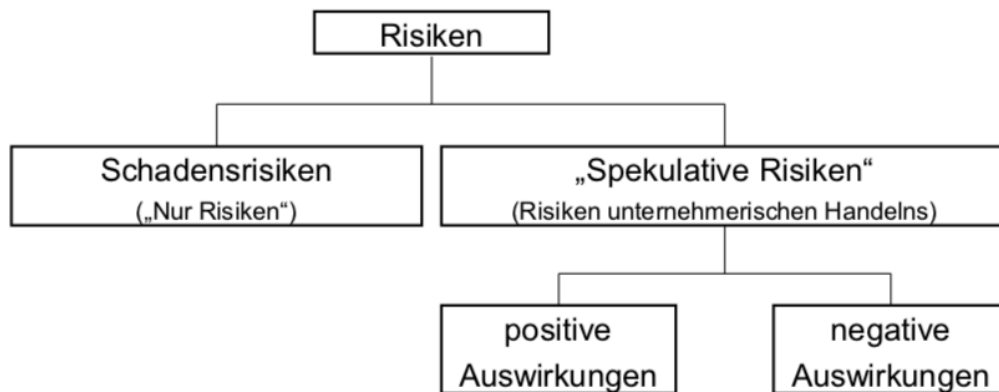 Risiken
Schadensrisiken
(„Nur Risiken“)
„Spekulative Risiken“
(Risiken unternehmerischen Handelns)
positive
Auswirkungen
negative
Auswirkungen